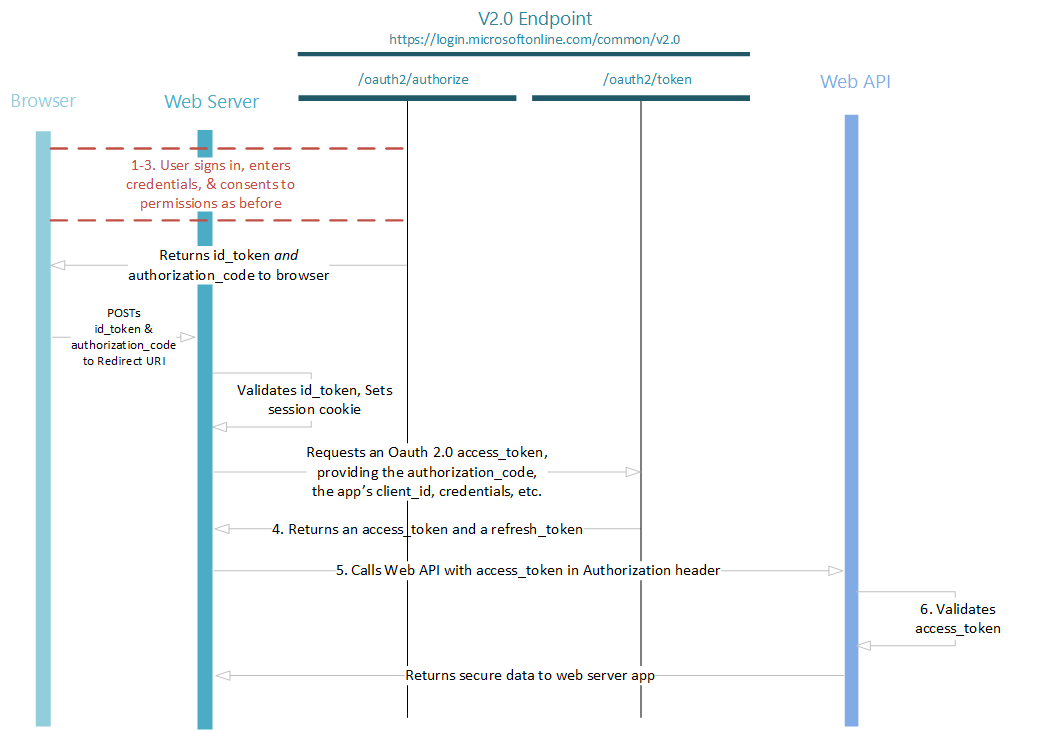 V2.0 Endpoint
https://login.microsoftonline.com/common/v2.0
/oauth2/authorize
/oauth2/token
Browser
Web Server
Web API
1-3. User signs in, enters
credentials, & consents to
permissions as before
Returns id_token and
authorization_code to browser
POSTs
id_token &
authorization_code
to Redirect URI
Validates id_token, Sets
session cookie
Requests an Oauth 2.0 access_token,
providing the authorization_code,
the app's client_id, credentials, etc.
4. Returns an access_token and a refresh_token
5. Calls Web API with access_token in Authorization header
6. Validates
access_token
Returns secure data to web server app